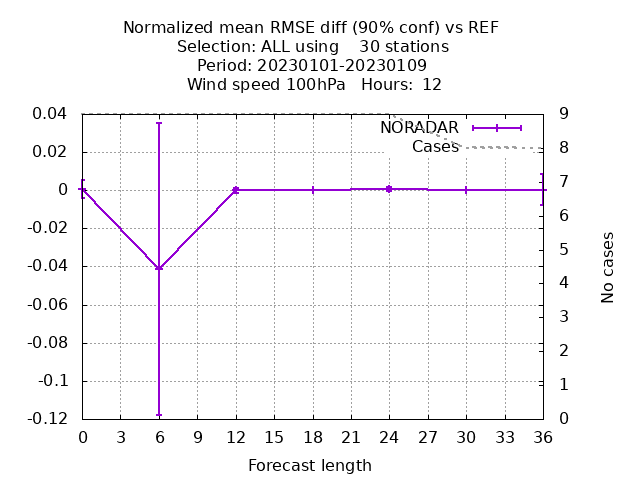 Normalized mean RMSE diff (90% conf) vs REF
Selection: ALL using    30 stations
Period: 20230101-20230109
Wind speed 100hPa   Hours:  12
NORADAR
Cases
0.04
0.02
0
-0.02
-0.04
-0.06
-0.08
-0.1
-0.12
9
8
7
6
5
4
3
2
1
0
No cases
0 3 6 9 12 15 18 21 24 27 30 33 36
Forecast length